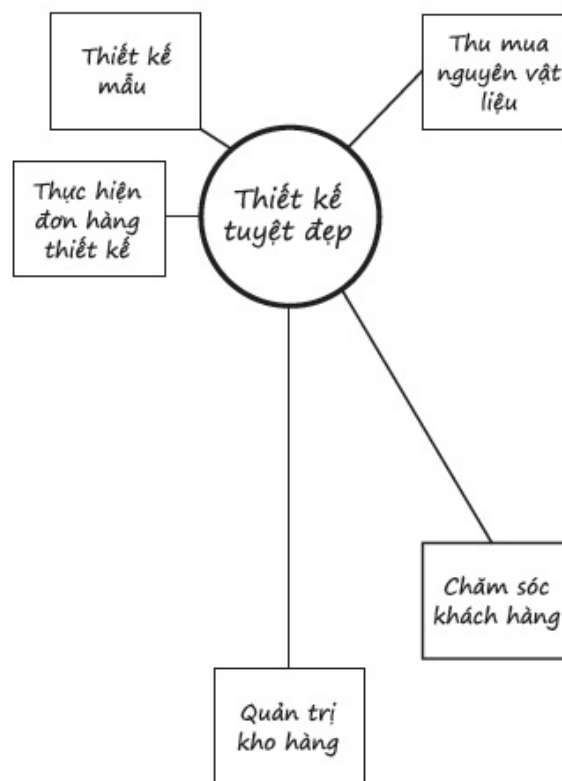 Thiết kế
mẫu
Thu mua
nguyên vật
liệu
Thực hiện
đơn hàng
thiết kế
Thiết kế
tuyệt đẹp
Chăm sóc
khách hàng
Quản trị
kho hàng